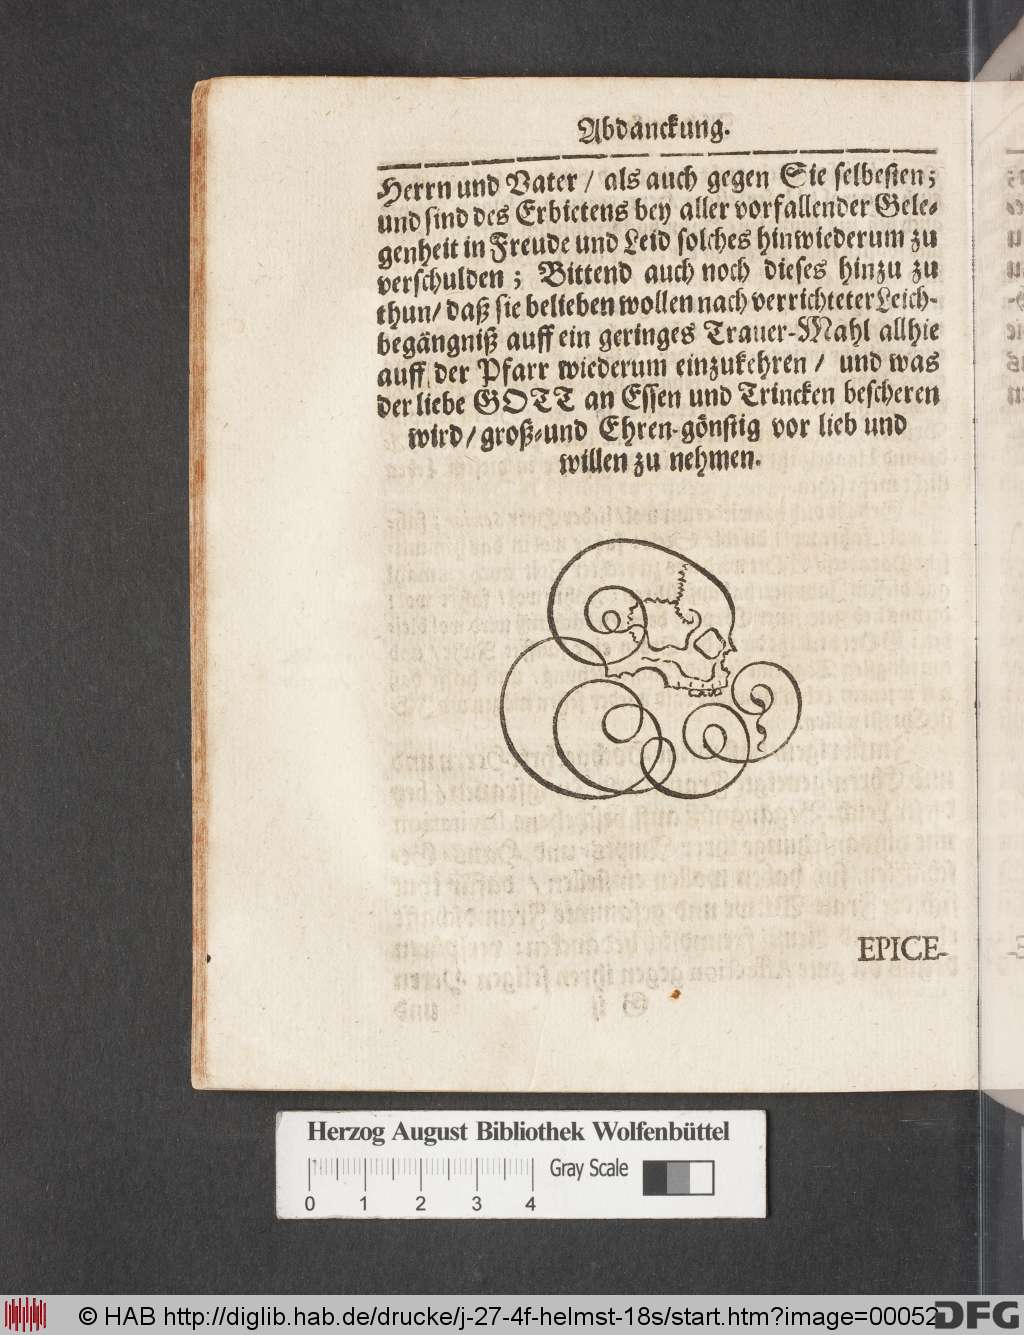 Abdanckung.
Herrn und Vater / als auch gegen Sie selbesten;
und sind des Erbietens bey aller vorfallender Gele-
genheit in Freude und Leid solches hinwiederum zu
verschulden; Bittend auch noch dieses hinzu zu
thun/ daß sie belieben wollen nach verrichteter Leich-
begängniß auff ein geringes Trauer-Mahl allhie
auff der Pfarr wiederum einzukehren / und was
der liebe GOTT an Essen und Trincken bescheren
wird/ groß-und Ehren-gönstig vor lieb und
willen zu nehmen.
EPICE-
Herzog August Bibliothek Wolfenbüttel
Gray Scale
0 1 2 3 4
© HAB http://diglib.hab.de/drucke/j-27-4f-helmst-18s/start.htm?image=00052
DFG